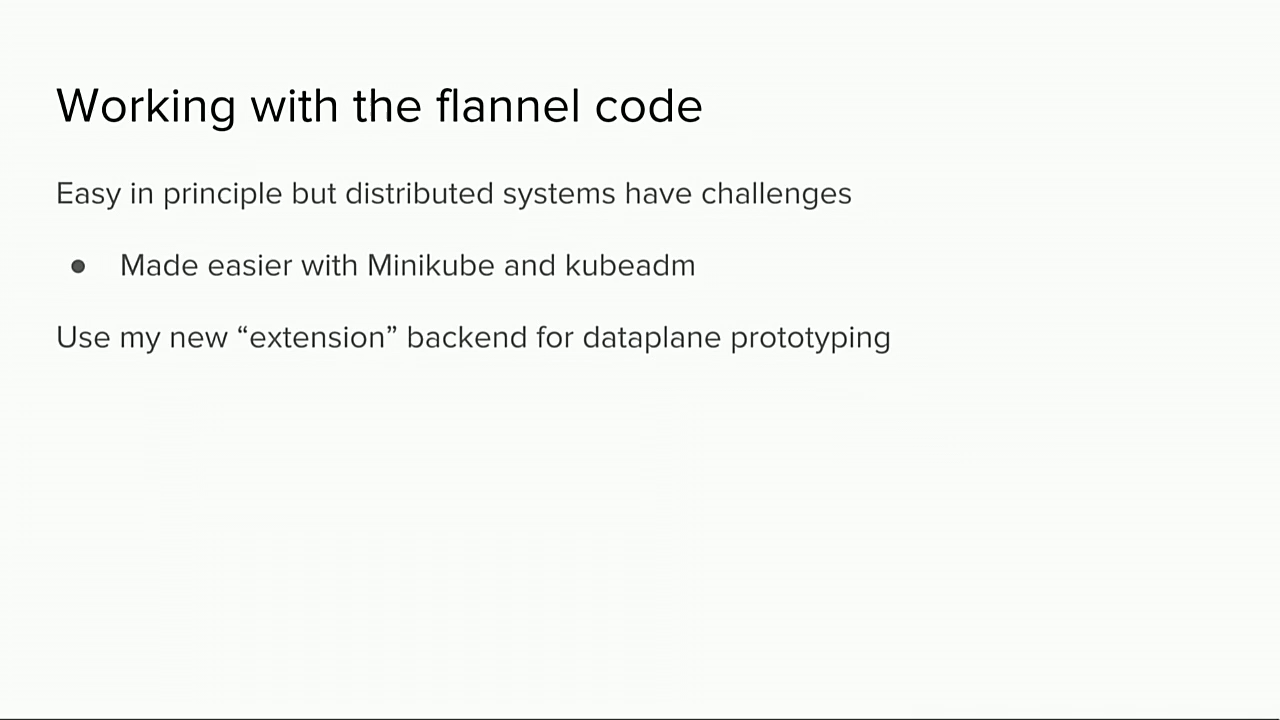 Working with the flannel code
Easy in principle but distributed systems have challenges
● Made easier with Minikube and kubeadm
Use my new “extension” backend for dataplane prototyping